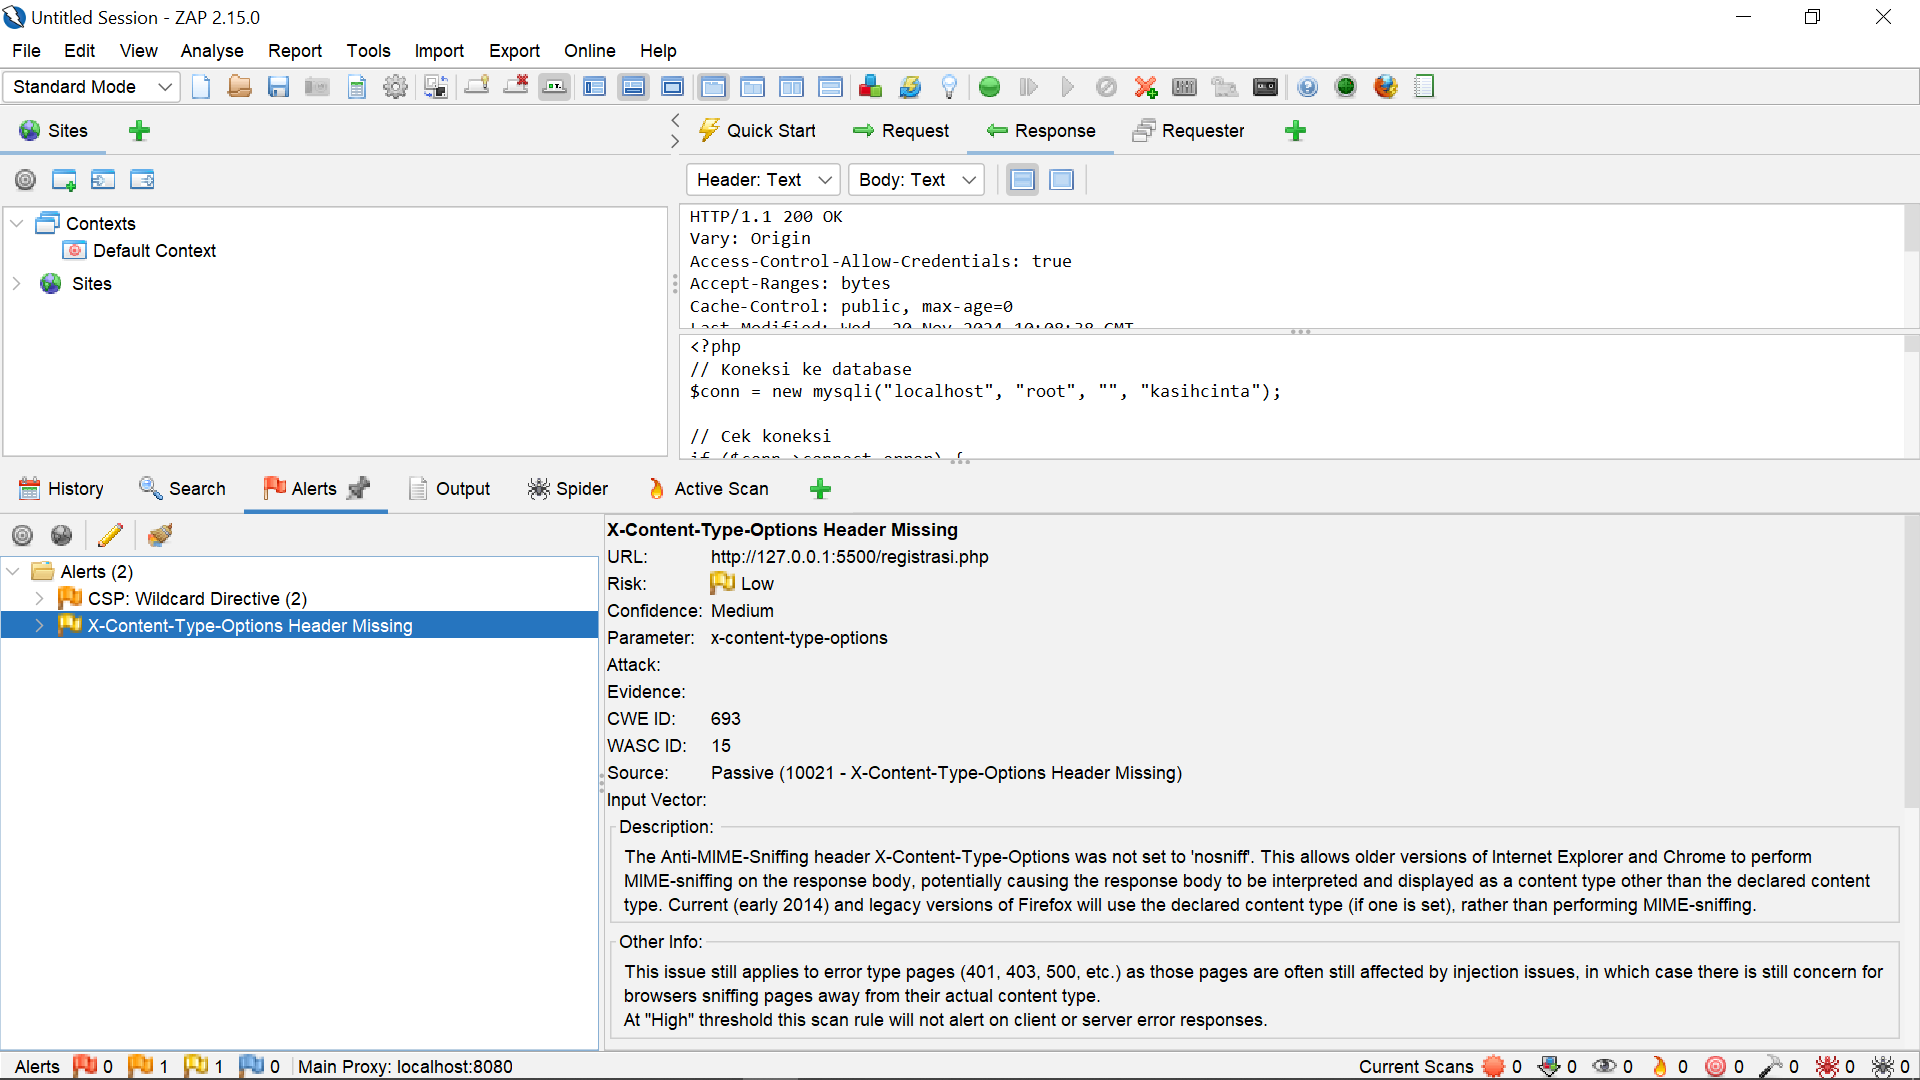 Untitled Session - ZAP 2.15.0
File Edit View Analyse Report Tools Import Export Online Help
Standard Mode
Sites
Quick Start Request Response Requester
Header: Text Body: Text
Contexts
Default Context
Sites
HTTP/1.1 200 OK
Vary: Origin
Access-Control-Allow-Credentials: true
Accept-Ranges: bytes
Cache-Control: public, max-age=0
Last-Modified: Wed, 20 Nov 2024 10:08:38 GMT
<?php
// Koneksi ke database
$conn = new mysqli("localhost", "root", "", "kasihcinta");
// Cek koneksi
if ($conn->connect_error) {
History Search Alerts Output Spider Active Scan
Alerts (2)
CSP: Wildcard Directive (2)
X-Content-Type-Options Header Missing
X-Content-Type-Options Header Missing
URL: http://127.0.0.1:5500/registrasi.php
Risk: Low
Confidence: Medium
Parameter: x-content-type-options
Attack:
Evidence:
CWE ID: 693
WASC ID: 15
Source: Passive (10021 - X-Content-Type-Options Header Missing)
Input Vector:
Description:
The Anti-MIME-Sniffing header X-Content-Type-Options was not set to 'nosniff'. This allows older versions of Internet Explorer and Chrome to perform
MIME-sniffing on the response body, potentially causing the response body to be interpreted and displayed as a content type other than the declared content
type. Current (early 2014) and legacy versions of Firefox will use the declared content type (if one is set), rather than performing MIME-sniffing.
Other Info:
This issue still applies to error type pages (401, 403, 500, etc.) as those pages are often still affected by injection issues, in which case there is still concern for
browsers sniffing pages away from their actual content type.
At "High" threshold this scan rule will not alert on client or server error responses.
Alerts 0 1 1 0 Main Proxy: localhost:8080 Current Scans 0 0 0 0 0 0 0 0